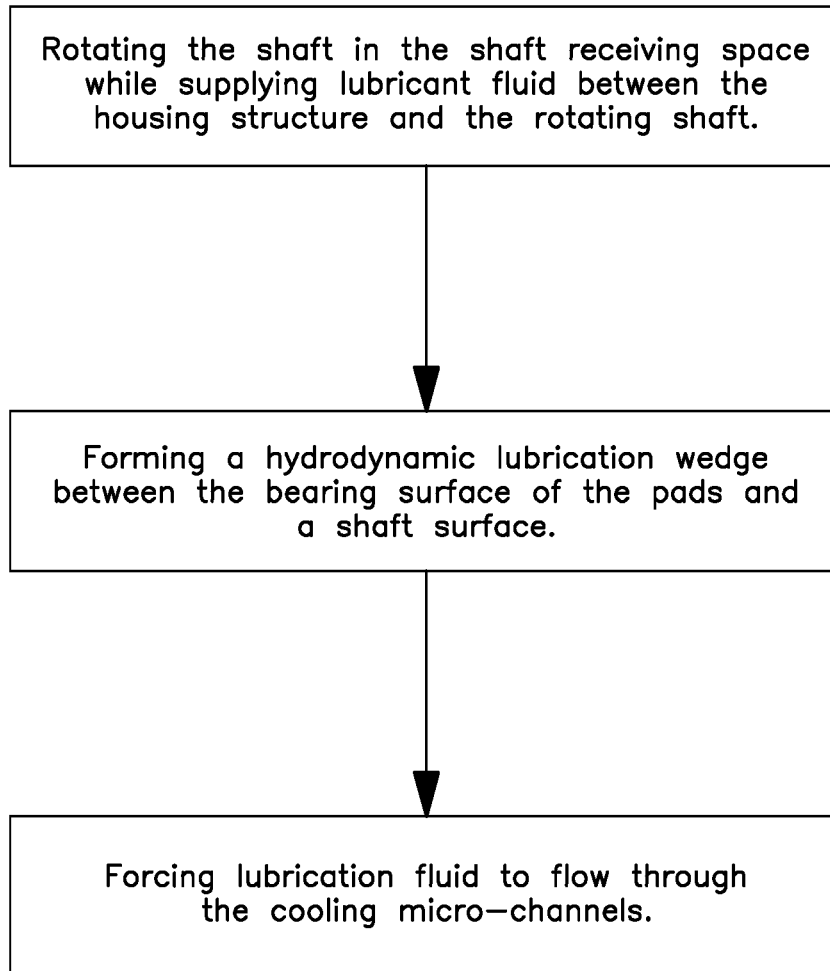 Rotating the shaft in the shaft receiving space
while supplying lubricant fluid between the
housing structure and the rotating shaft.
Forming a hydrodynamic lubrication wedge
between the bearing surface of the pads and
a shaft surface.
Forcing lubrication fluid to flow through
the cooling micro-channels.